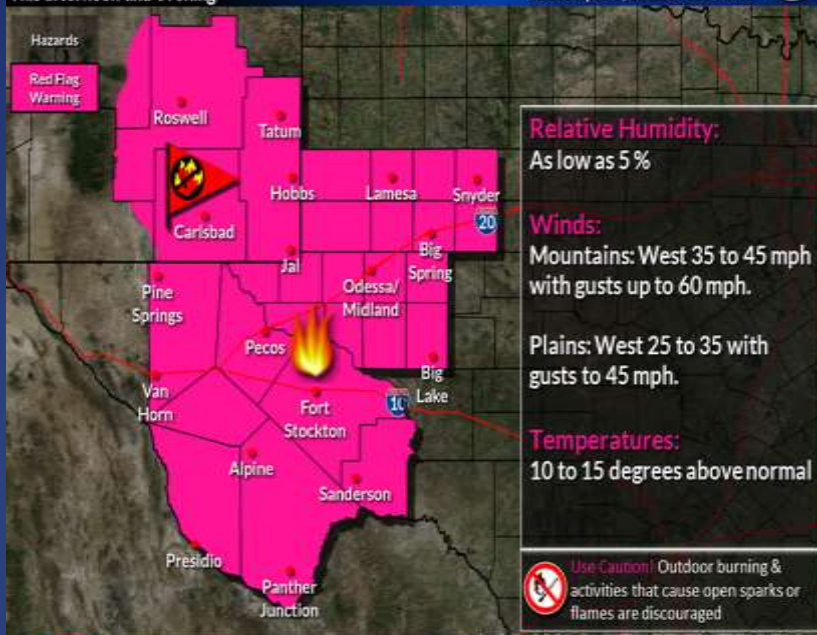 Hazards
Red Flag
Warning
Roswell
Tatum
Hobbs
Lamesa
Snyder
Carlsbad
20
Big
Spring
Jal
Odessa/
Midland
Pine
Springs
Pecos
Big
Lake
Van
Horn
10
Fort
Stockton
Alpine
Sanderson
Presidio
Panther
Junction
Relative Humidity:
As low as 5 %
Winds:
Mountains: West 35 to 45 mph
with gusts up to 60 mph.
Plains: West 25 to 35 with
gusts to 45 mph.
Temperatures:
10 to 15 degrees above normal
Use Caution! Outdoor burning &
activities that cause open sparks or
flames are discouraged